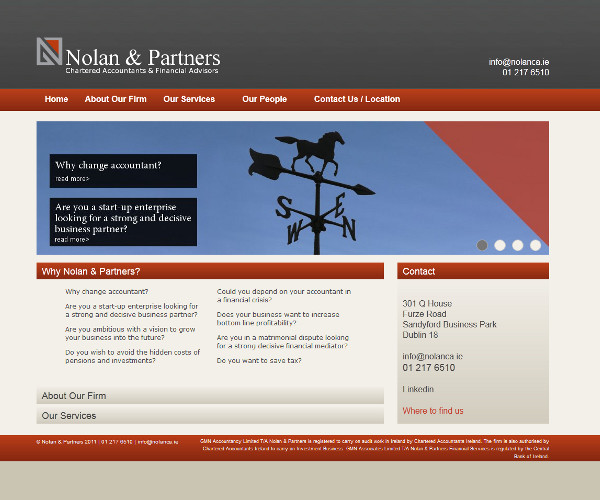 Nolan & Partners
Chartered Accountants & Financial Advisors
info@nolanca.ie
01 217 6510
Home About Our Firm Our Services Our People Contact Us / Location
Why change accountant?
read more>
Are you a start-up enterprise
looking for a strong and decisive
business partner?
read more>
S W E N
Why Nolan & Partners?
Why change accountant?
Are you a start-up enterprise looking for
a strong and decisive business partner?
Are you ambitious with a vision to grow
your business into the future?
Do you wish to avoid the hidden costs of
pensions and investments?
Could you depend on your accountant in
a financial crisis?
Does your business want to increase
bottom line profitability?
Are you in a matrimonial dispute looking
for a strong decisive financial mediator?
Do you want to save tax?
About Our Firm
Our Services
Contact
301 Q House
Furze Road
Sandyford Business Park
Dublin 18
info@nolanca.ie
01 217 6510
Linkedin
Where to find us
© Nolan & Partners 2011 | 01 217 6510 | info@nolanca.ie
GMN Accountancy Limited T/A Nolan & Partners is registered to carry on audit work in Ireland by Chartered Accountants Ireland. The firm is also authorised by
Chartered Accountants Ireland to carry on Investment Business. GMN Associates Limited T/A Nolan & Partners Financial Services is regulated by the Central
Bank of Ireland.